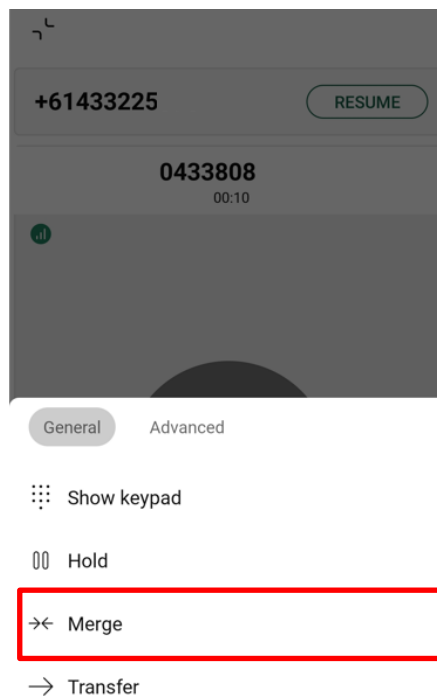 +61433225 RESUME
0433808
00:10
General Advanced
Show keypad
Hold
Merge
Transfer